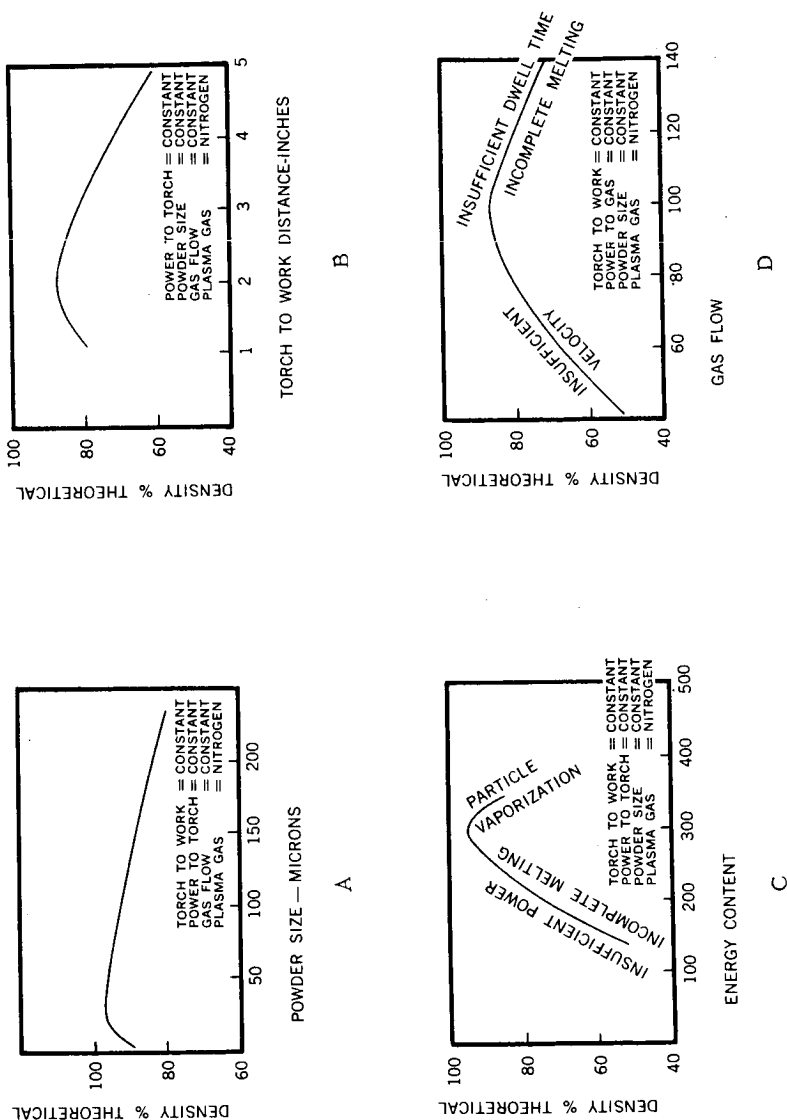 DENSITY % THEORETICAL
100
80
60
TORCH TO WORK = CONSTANT
POWER TO TORCH = CONSTANT
GAS FLOW = CONSTANT
PLASMA GAS = NITROGEN
50 100 150 200
POWDER SIZE — MICRONS
A
DENSITY % THEORETICAL
100
80
60
40
POWER TO TORCH = CONSTANT
POWDER SIZE = CONSTANT
GAS FLOW = CONSTANT
PLASMA GAS = NITROGEN
1 2 3 4 5
TORCH TO WORK DISTANCE-INCHES
B
DENSITY % THEORETICAL
100
80
60
40
INSUFFICIENT POWER
INCOMPLETE MELTING
PARTICLE
VAPORIZATION
TORCH TO WORK = CONSTANT
POWER TO TORCH = CONSTANT
POWDER SIZE = CONSTANT
PLASMA GAS = NITROGEN
100 200 300 400 500
ENERGY CONTENT
C
DENSITY % THEORETICAL
100
80
60
40
INSUFFICIENT
VELOCITY
INSUFFICIENT DWELL TIME
INCOMPLETE MELTING
TORCH TO WORK = CONSTANT
POWER TO GAS = CONSTANT
POWDER SIZE = CONSTANT
PLASMA GAS = NITROGEN
60 80 100 120 140
GAS FLOW
D